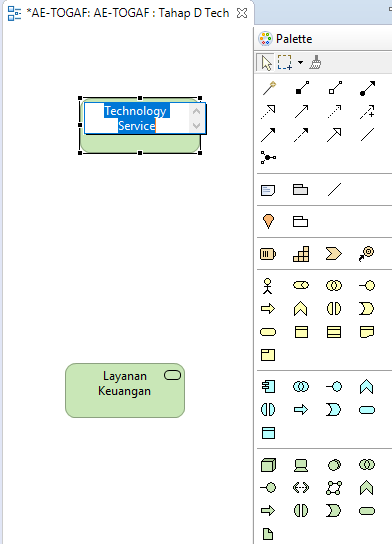 *AE-TOGAF: AE-TOGAF : Tahap D Tech
Palette
Technology
Service
Layanan
Keuangan